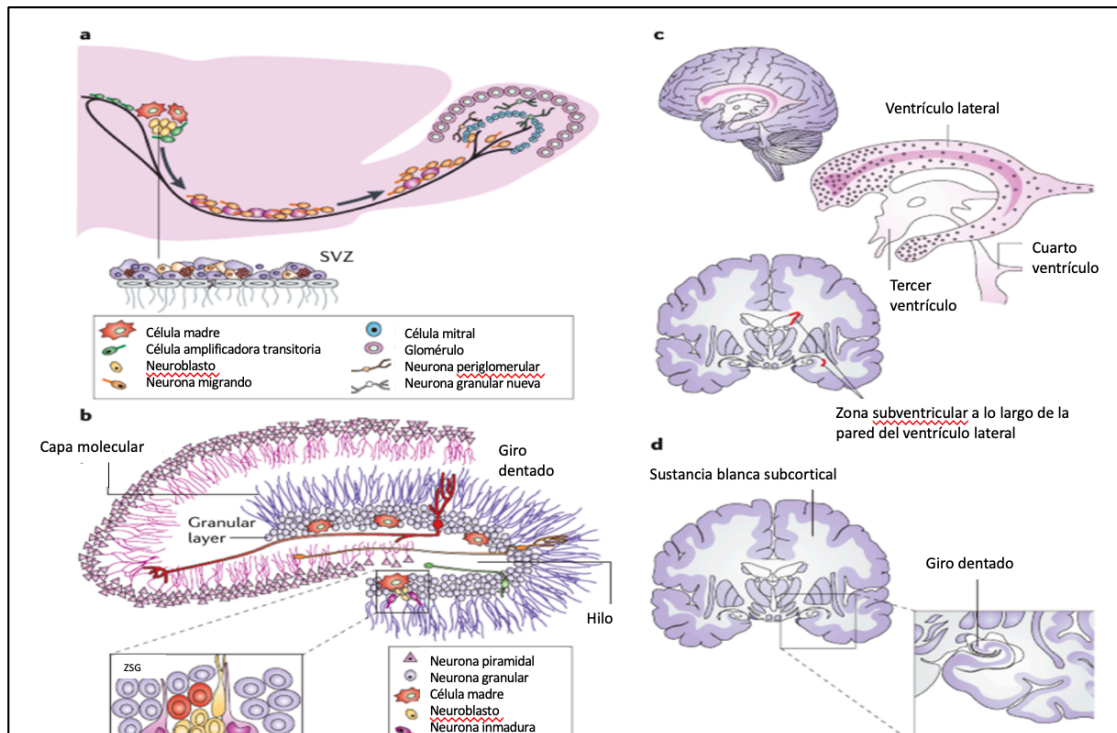 a
SVZ
Célula madre
Célula amplificadora transitoria
Neuroblasto
Neurona migrando
Célula mitral
Glomérulo
Neurona periglomerular
Neurona granular nueva
b
Capa molecular
Giro
dentado
Granular
layer
Hilo
ZSG
Neurona piramidal
Neurona granular
Célula madre
Neuroblasto
Neurona inmadura
c
Ventrículo lateral
Cuarto
ventrículo
Tercer
ventrículo
Zona subventricular a lo largo de la
pared del ventrículo lateral
d
Sustancia blanca subcortical
Giro dentado